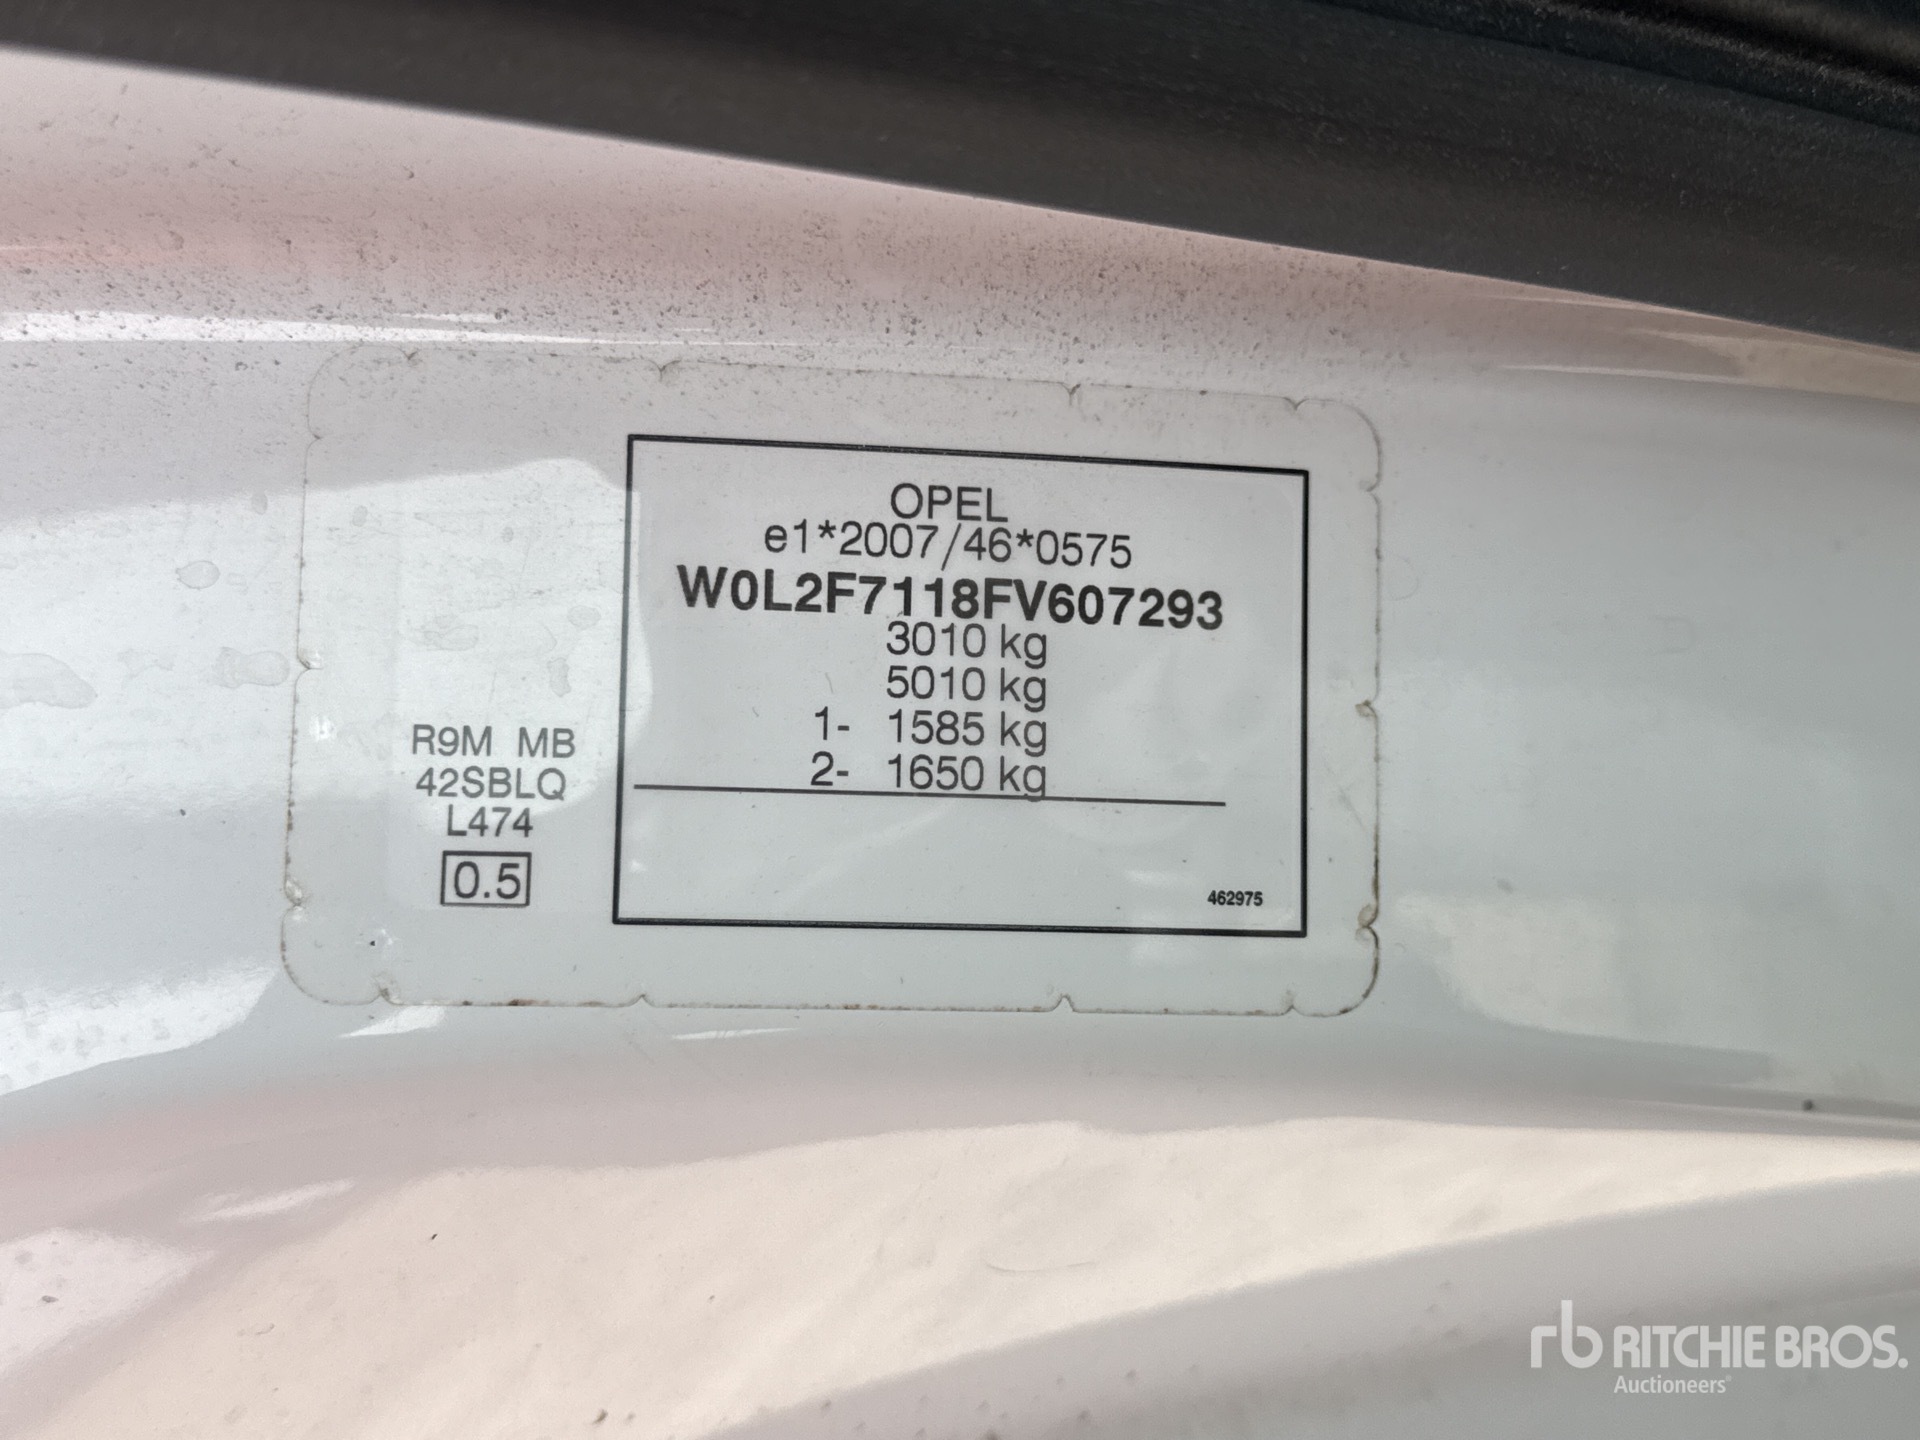 OPEL
e1*2007/46*0575
W0L2F7118FV607293
3010 kg
5010 kg
1- 1585 kg
2- 1650 kg
R9M MB
42SBLQ
L474
0.5
462975
rb RITCHIE BROS.
Auctioneers